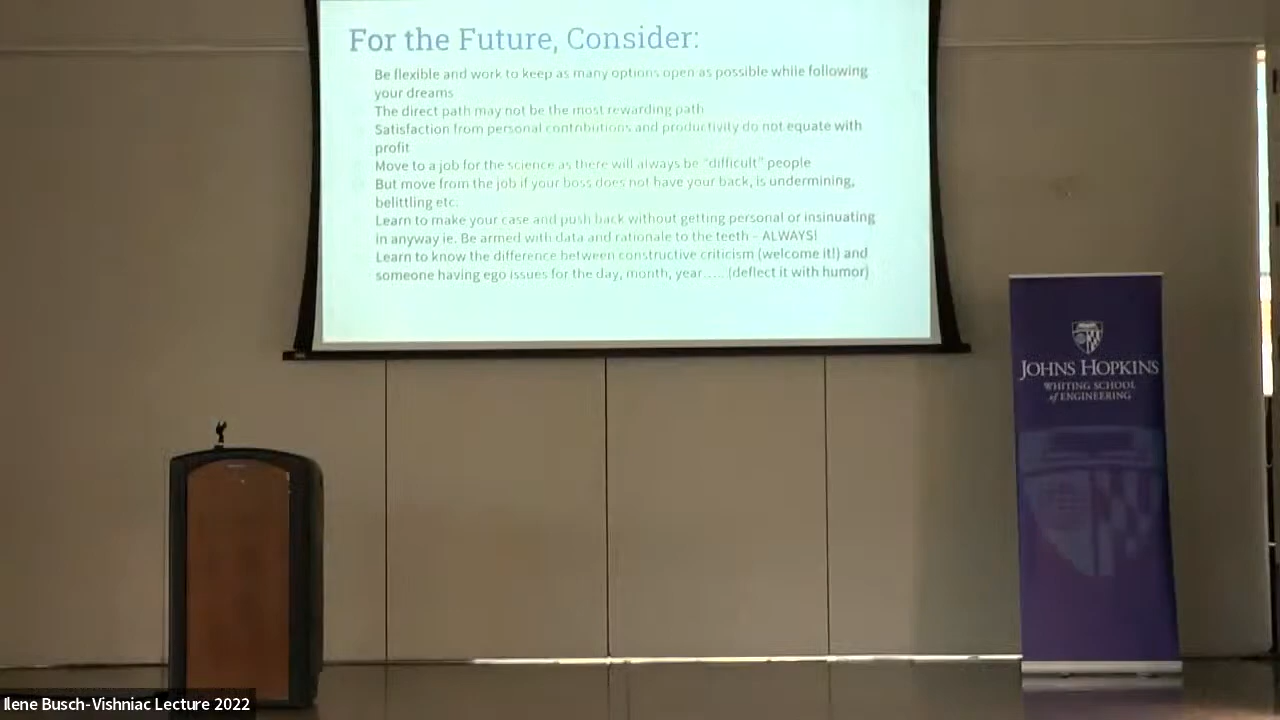 For the Future, Consider:
Be flexible and work to keep as many options open as possible while following
your dreams
The direct path may not be the most rewarding path
Satisfaction from personal contributions and productivity do not equate with
profit
Move to a job for the science as there will always be "difficult" people
But move from the job if your boss does not have your back, is undermining,
belittling etc.
Learn to make your case and push back without getting personal or insinuating
in anyway ie. Be armed with data and rationale to the teeth - ALWAYS!
Learn to know the difference between constructive criticism (welcome it!) and
someone having ego issues for the day, month, year..... (deflect it with humor)
JOHNS HOPKINS
WHITING SCHOOL
of ENGINEERING
Ilene Busch-Vishniac Lecture 2022